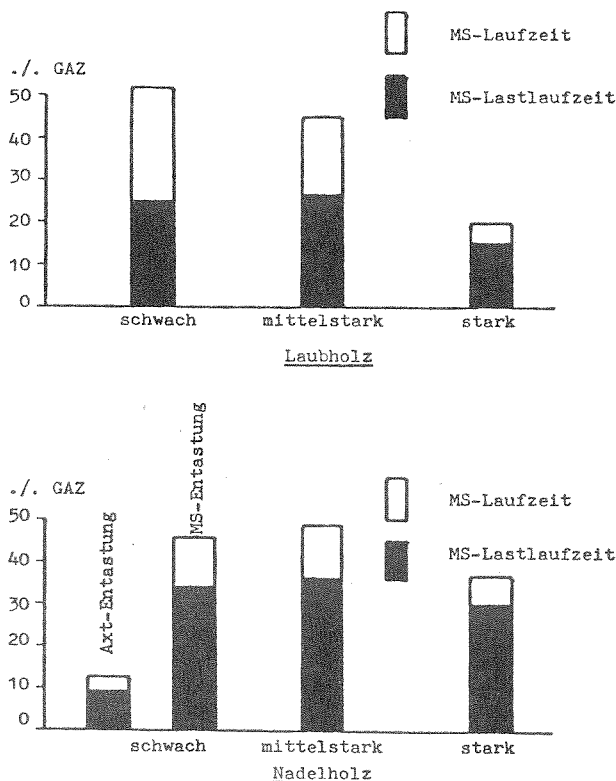 MS-Laufzeit
./. GAZ
MS-Lastlaufzeit
50
40
30
20
10
0
schwach mittelstark stark
Laubholz
Axt-Entastung
MS-Entastung
./. GAZ
MS-Laufzeit
MS-Lastlaufzeit
50
40
30
20
10
0
schwach mittelstark stark
Nadelholz